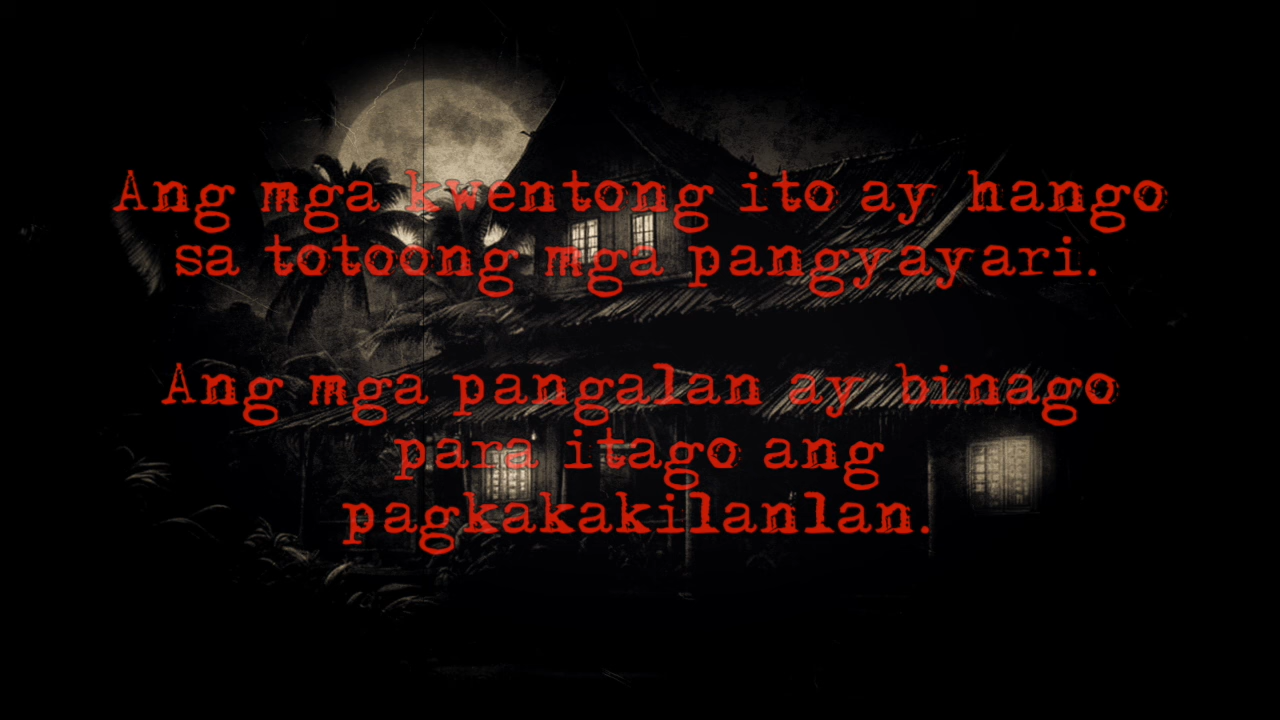 Ang mga kwentong ito ay hango
sa totoong mga pangyayari.
Ang mga pangalan ay binago
para itago ang
pagkakakilanlan.